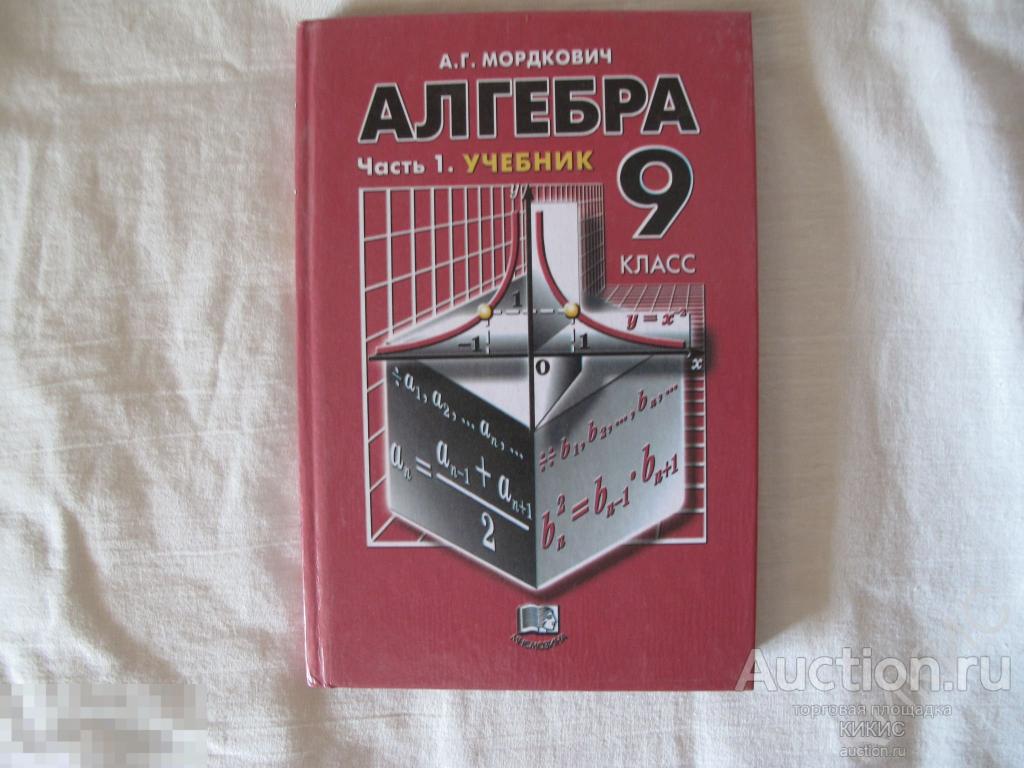 А.Г. МОРДКОВИЧ
АЛГЕБРА
Часть 1. УЧЕБНИК
9
КЛАСС
y
1
y = x⁻²
-1
1
0
x
÷a₁, a₂, ... aₙ, ...
aₙ = (aₙ₋₁ + aₙ₊₁)/2
÷÷ b₁, b₂, ..., bₙ, ...
bₙ² = bₙ₋₁ · bₙ₊₁
МНЕМОЗИНА
Auction.ru
торговая площадка
КИКИС
auction.ru